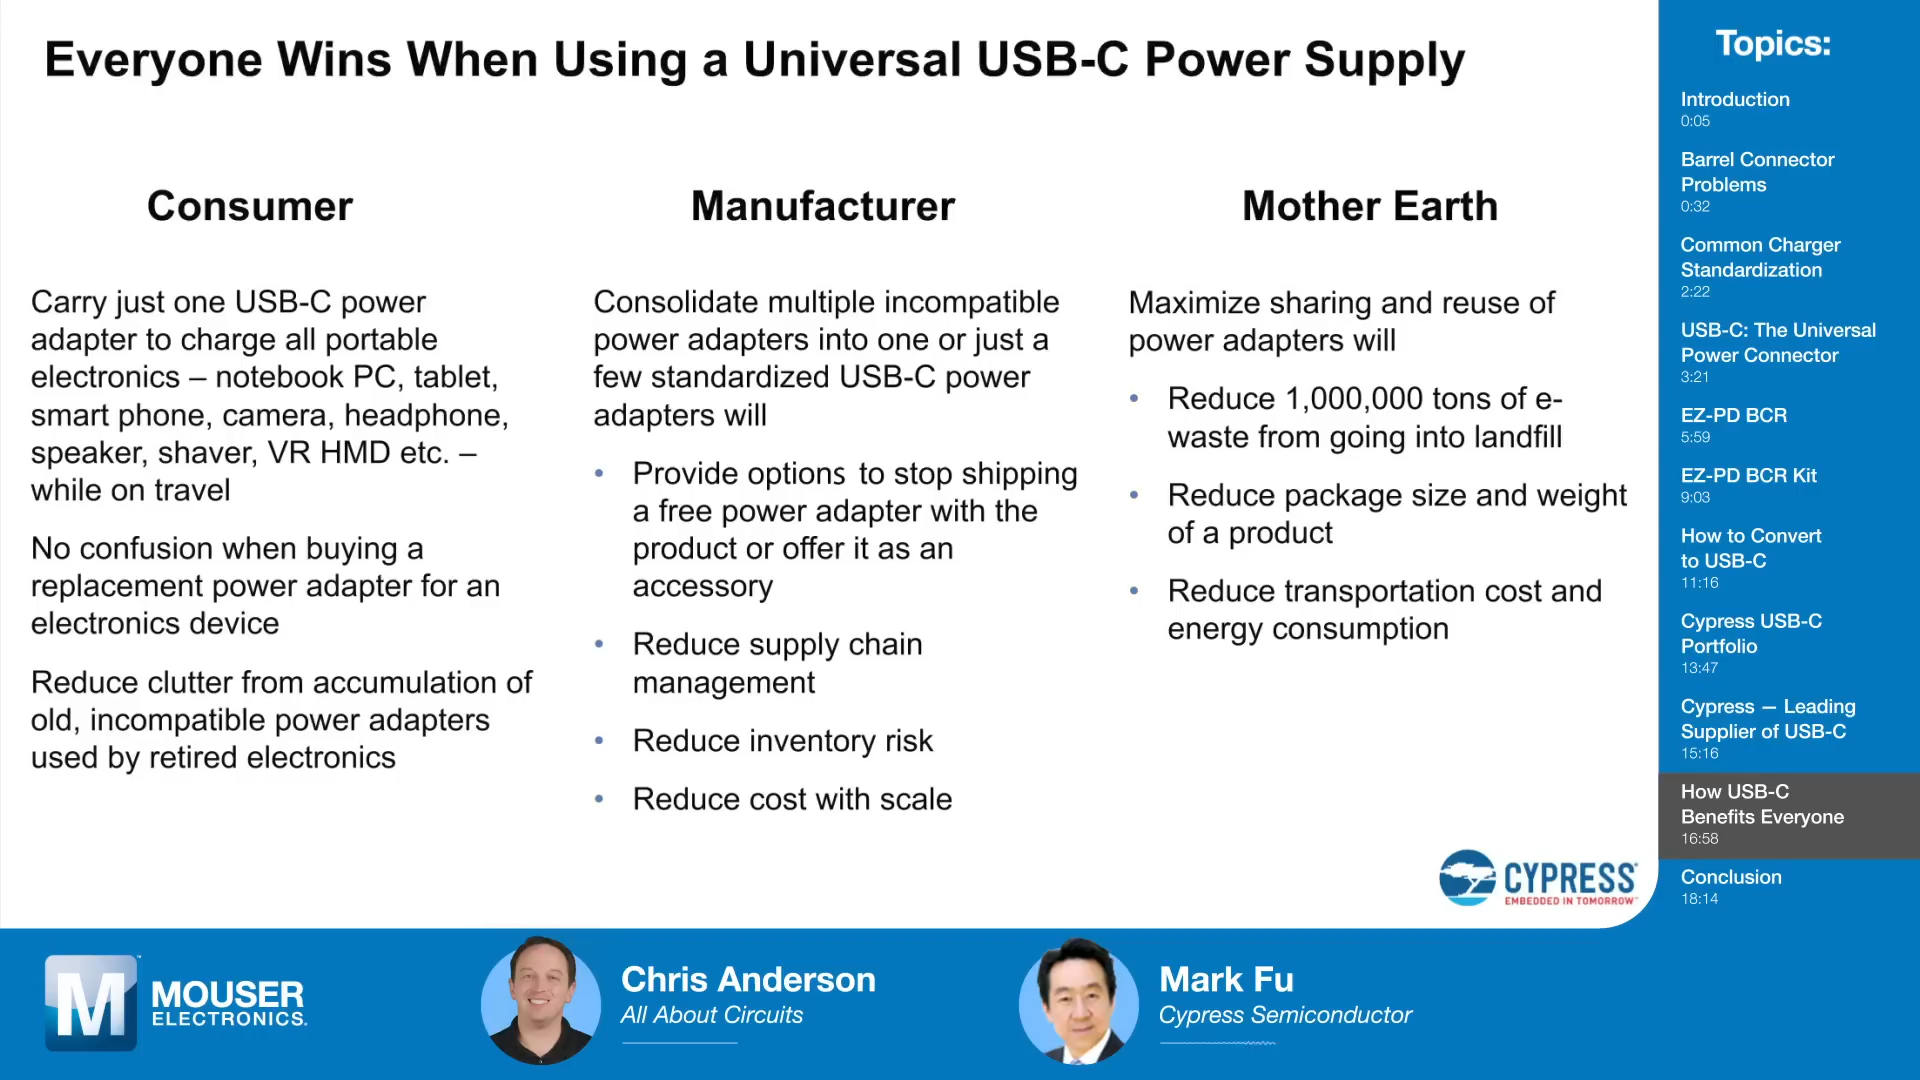 Everyone Wins When Using a Universal USB-C Power Supply
Consumer
Carry just one USB-C power
adapter to charge all portable
electronics – notebook PC, tablet,
smart phone, camera, headphone,
speaker, shaver, VR HMD etc. –
while on travel
No confusion when buying a
replacement power adapter for an
electronics device
Reduce clutter from accumulation of
old, incompatible power adapters
used by retired electronics
Manufacturer
Consolidate multiple incompatible
power adapters into one or just a
few standardized USB-C power
adapters will
• Provide options to stop shipping
a free power adapter with the
product or offer it as an
accessory
• Reduce supply chain
management
• Reduce inventory risk
• Reduce cost with scale
Mother Earth
Maximize sharing and reuse of
power adapters will
• Reduce 1,000,000 tons of e-
waste from going into landfill
• Reduce package size and weight
of a product
• Reduce transportation cost and
energy consumption
CYPRESS
EMBEDDED IN TOMORROW™
Topics:
Introduction
0:05
Barrel Connector
Problems
0:32
Common Charger
Standardization
2:22
USB-C: The Universal
Power Connector
3:21
EZ-PD BCR
5:59
EZ-PD BCR Kit
9:03
How to Convert
to USB-C
11:16
Cypress USB-C
Portfolio
13:47
Cypress — Leading
Supplier of USB-C
15:16
How USB-C
Benefits Everyone
16:58
Conclusion
18:14
M™
MOUSER
ELECTRONICS.
Chris Anderson
All About Circuits
Mark Fu
Cypress Semiconductor